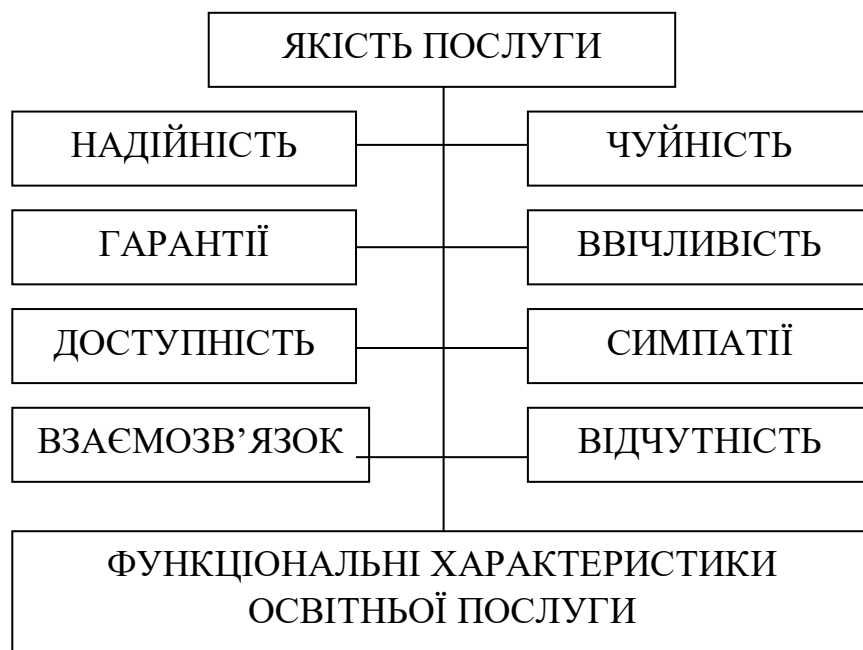 ЯКІСТЬ ПОСЛУГИ
НАДІЙНІСТЬ
ЧУЙНІСТЬ
ГАРАНТІЇ
ВВІЧЛИВІСТЬ
ДОСТУПНІСТЬ
СИМПАТІЇ
ВЗАЄМОЗВ’ЯЗОК
ВІДЧУТНІСТЬ
ФУНКЦІОНАЛЬНІ ХАРАКТЕРИСТИКИ
ОСВІТНЬОЇ ПОСЛУГИ